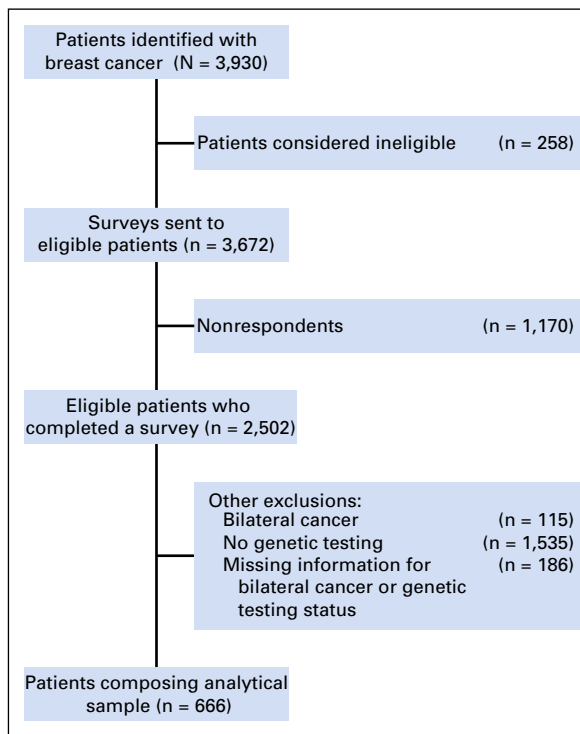 Patients identified with
breast cancer (N = 3,930)
Patients considered ineligible (n = 258)
Surveys sent to
eligible patients (n = 3,672)
Nonrespondents (n = 1,170)
Eligible patients who
completed a survey (n = 2,502)
Other exclusions:
Bilateral cancer (n = 115)
No genetic testing (n = 1,535)
Missing information for (n = 186)
bilateral cancer or genetic
testing status
Patients composing analytical
sample (n = 666)